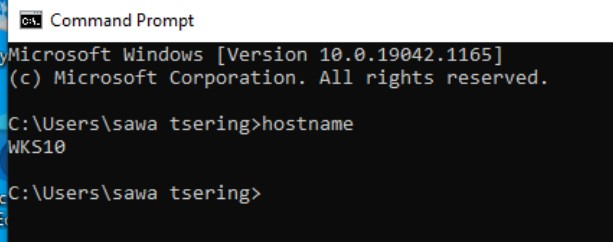 Command Prompt
Microsoft Windows [Version 10.0.19042.1165]
(c) Microsoft Corporation. All rights reserved.
C:\Users\sawa tsering>hostname
WKS10
C:\Users\sawa tsering>